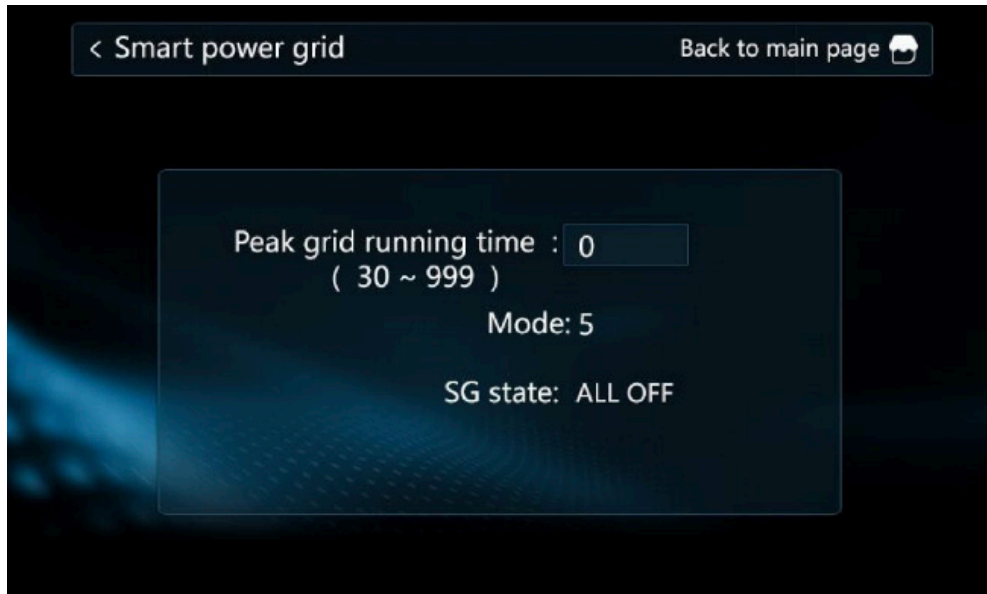 < Smart power grid
Back to main page
Peak grid running time : 0
( 30 ~ 999 )
Mode: 5
SG state: ALL OFF